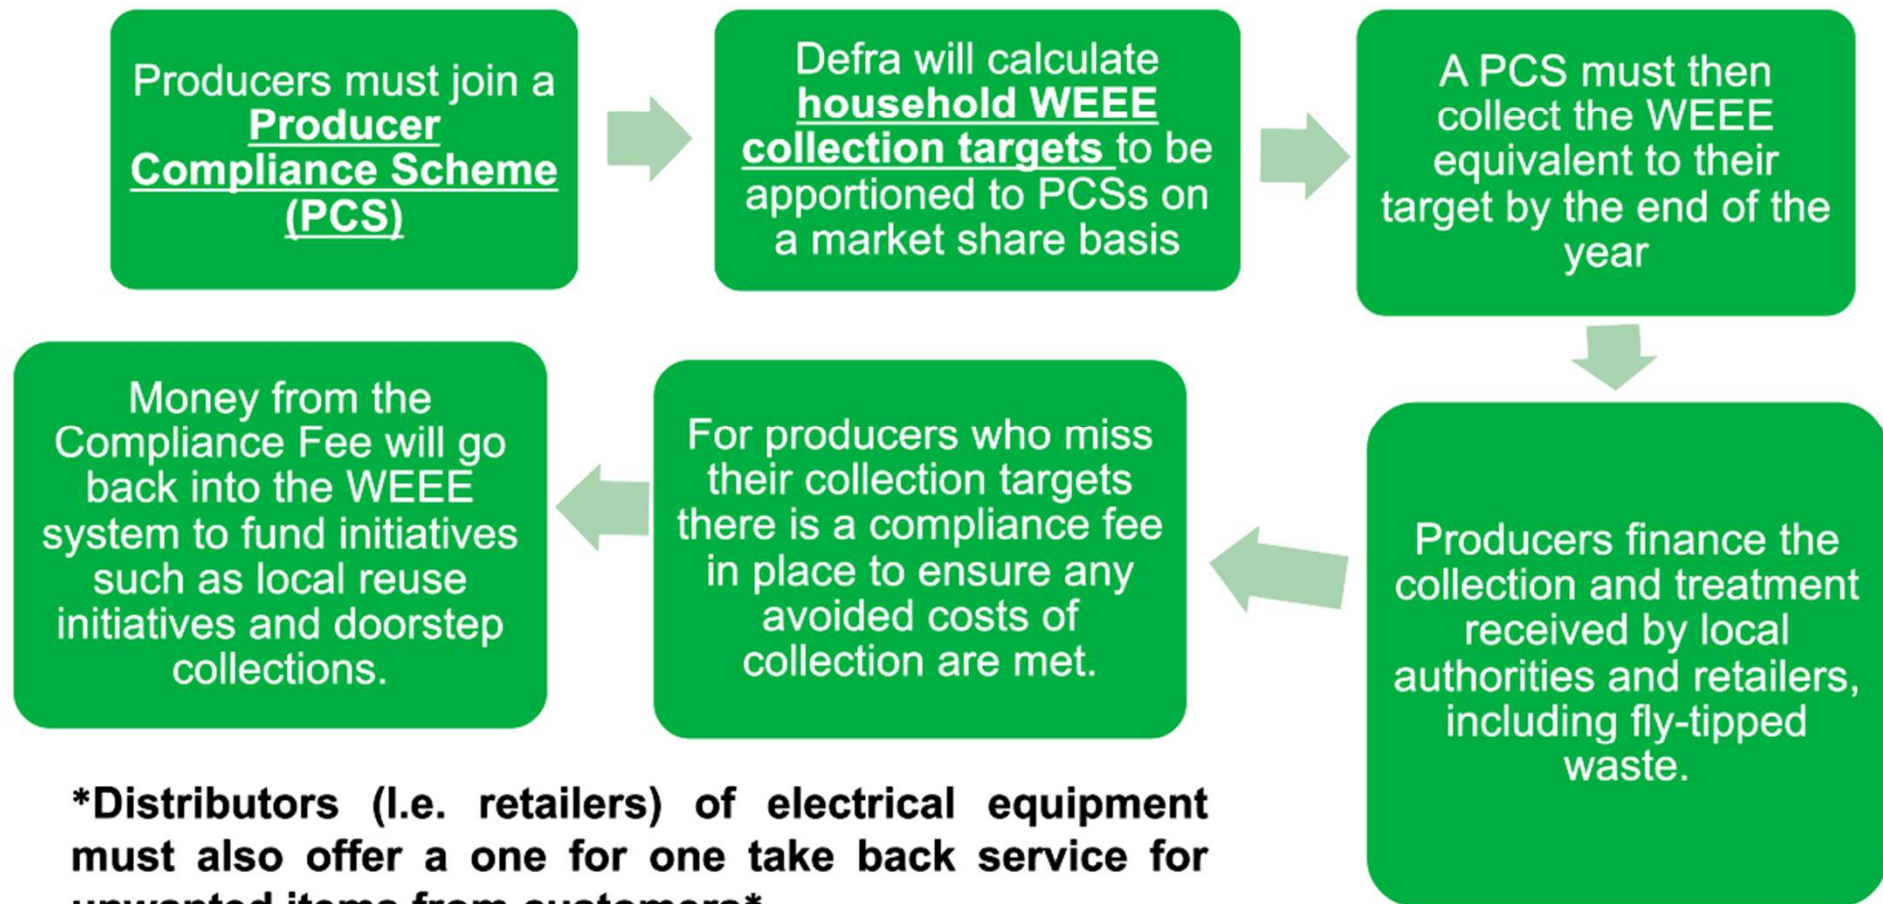 Producers must join a
Producer
Compliance Scheme
(PCS)
Defra will calculate
household WEEE
collection targets to be
apportioned to PCSs on
a market share basis
A PCS must then
collect the WEEE
equivalent to their
target by the end of the
year
Producers finance the
collection and treatment
received by local
authorities and retailers,
including fly-tipped
waste.
For producers who miss
their collection targets
there is a compliance fee
in place to ensure any
avoided costs of
collection are met.
Money from the
Compliance Fee will go
back into the WEEE
system to fund initiatives
such as local reuse
initiatives and doorstep
collections.
*Distributors (I.e. retailers) of electrical equipment
must also offer a one for one take back service for
unwanted items from customers*